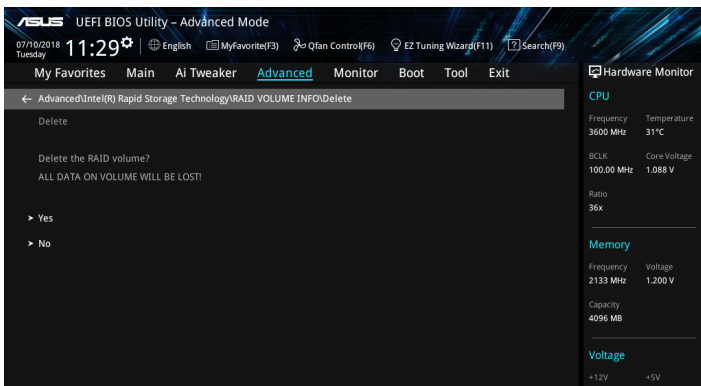 ASUS UEFI BIOS Utility – Advanced Mode
07/10/2018 Tuesday 11:29 English MyFavorite(F3) Qfan Control(F6) EZ Tuning Wizard(F11) ? Search(F9)
My Favorites Main Ai Tweaker Advanced Monitor Boot Tool Exit
Hardware Monitor
← Advanced\Intel(R) Rapid Storage Technology\RAID VOLUME INFO\Delete
Delete
Delete the RAID volume?
ALL DATA ON VOLUME WILL BE LOST!
> Yes
> No
CPU
Frequency Temperature
3600 MHz 31°C
BCLK Core Voltage
100.00 MHz 1.088 V
Ratio
36x
Memory
Frequency Voltage
2133 MHz 1.200 V
Capacity
4096 MB
Voltage
+12V +5V